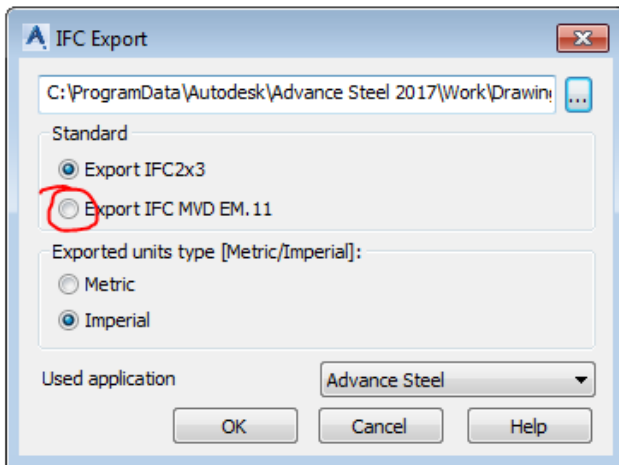 IFC Export
C:\ProgramData\Autodesk\Advance Steel 2017\Work\Drawin
...
Standard
Export IFC2x3
Export IFC MVD EM.11
Exported units type [Metric/Imperial]:
Metric
Imperial
Used application
Advance Steel
OK Cancel Help